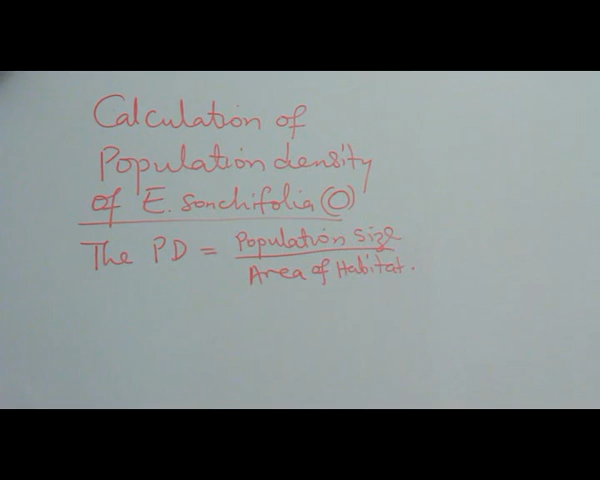 Calculation of
Population density
of E. sonchifolia (O)
The PD = Population size
Area of Habitat.